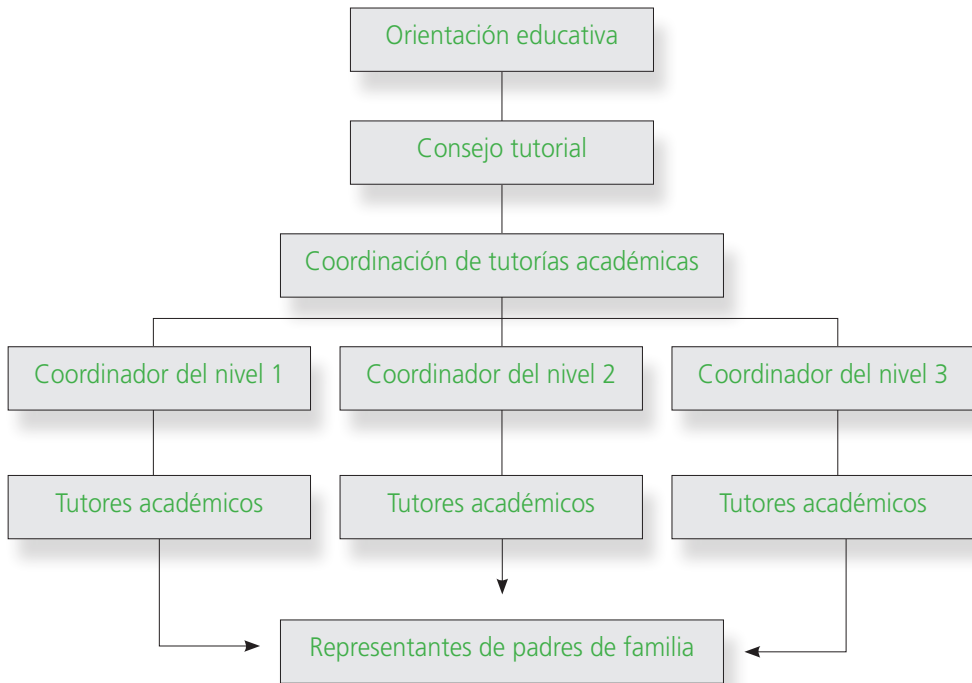 Orientación educativa
Consejo tutorial
Coordinación de tutorías académicas
Coordinador del nivel 1
Coordinador del nivel 2
Coordinador del nivel 3
Tutores académicos
Tutores académicos
Tutores académicos
Representantes de padres de familia